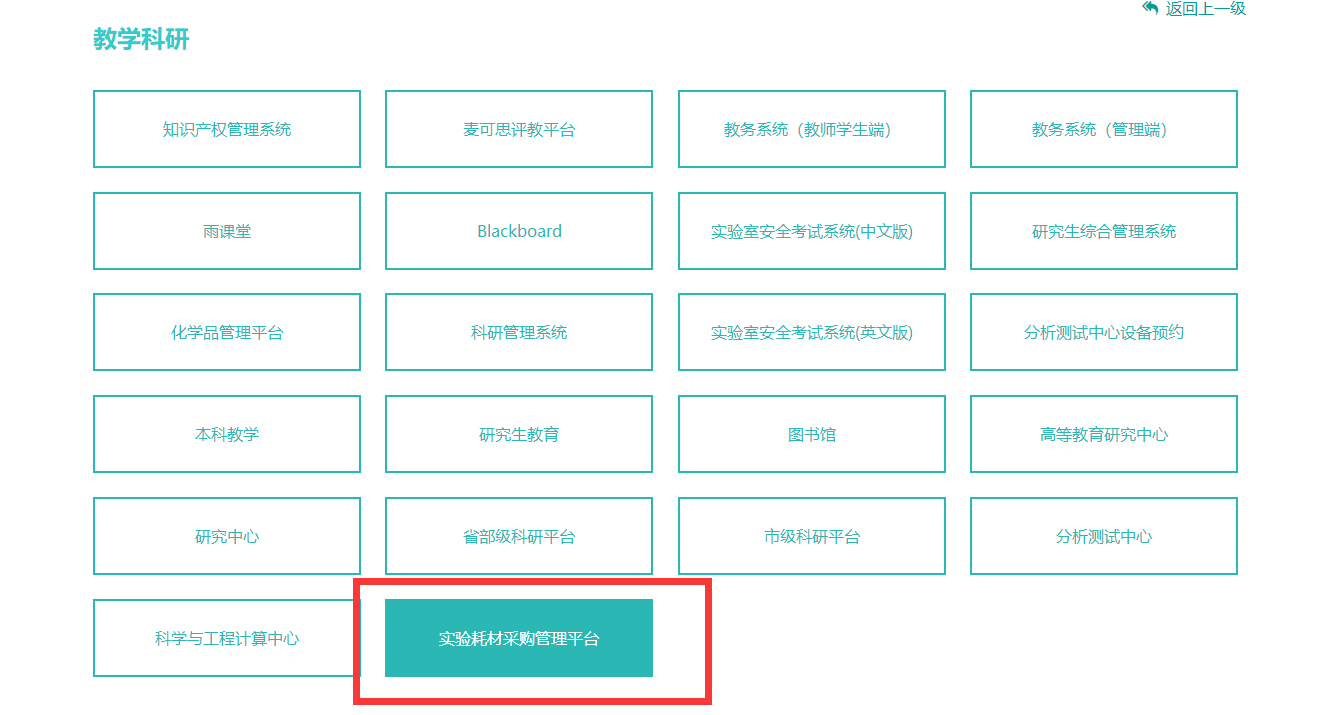 返回上一级
教学科研
知识产权管理系统
麦可思评教平台
教务系统（教师学生端）
教务系统（管理端）
雨课堂
Blackboard
实验室安全考试系统(中文版)
研究生综合管理系统
化学品管理平台
科研管理系统
实验室安全考试系统(英文版)
分析测试中心设备预约
本科教学
研究生教育
图书馆
高等教育研究中心
研究中心
省部级科研平台
市级科研平台
分析测试中心
科学与工程计算中心
实验耗材采购管理平台